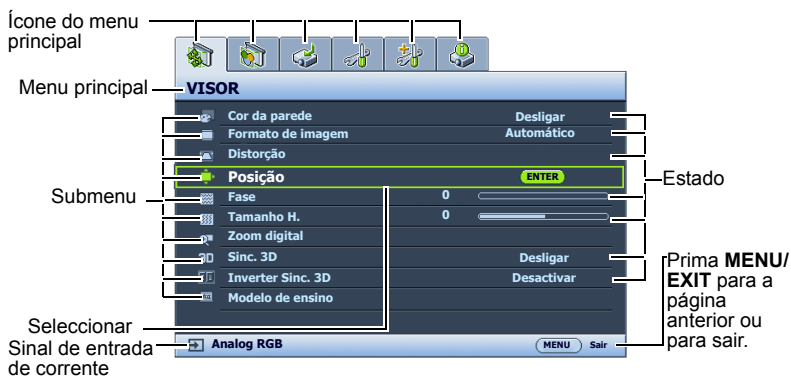 Ícone do menu
principal
Menu principal
VISOR
Cor da parede Desligar
Formato de imagem Automático
Distorção
Posição ENTER
Fase 0
Tamanho H. 0
Zoom digital
Sinc. 3D Desligar
Inverter Sinc. 3D Desactivar
Modelo de ensino
Submenu
Estado
Seleccionar
Sinal de entrada
de corrente
Analog RGB MENU Sair
Prima MENU/
EXIT para a
página
anterior ou
para sair.